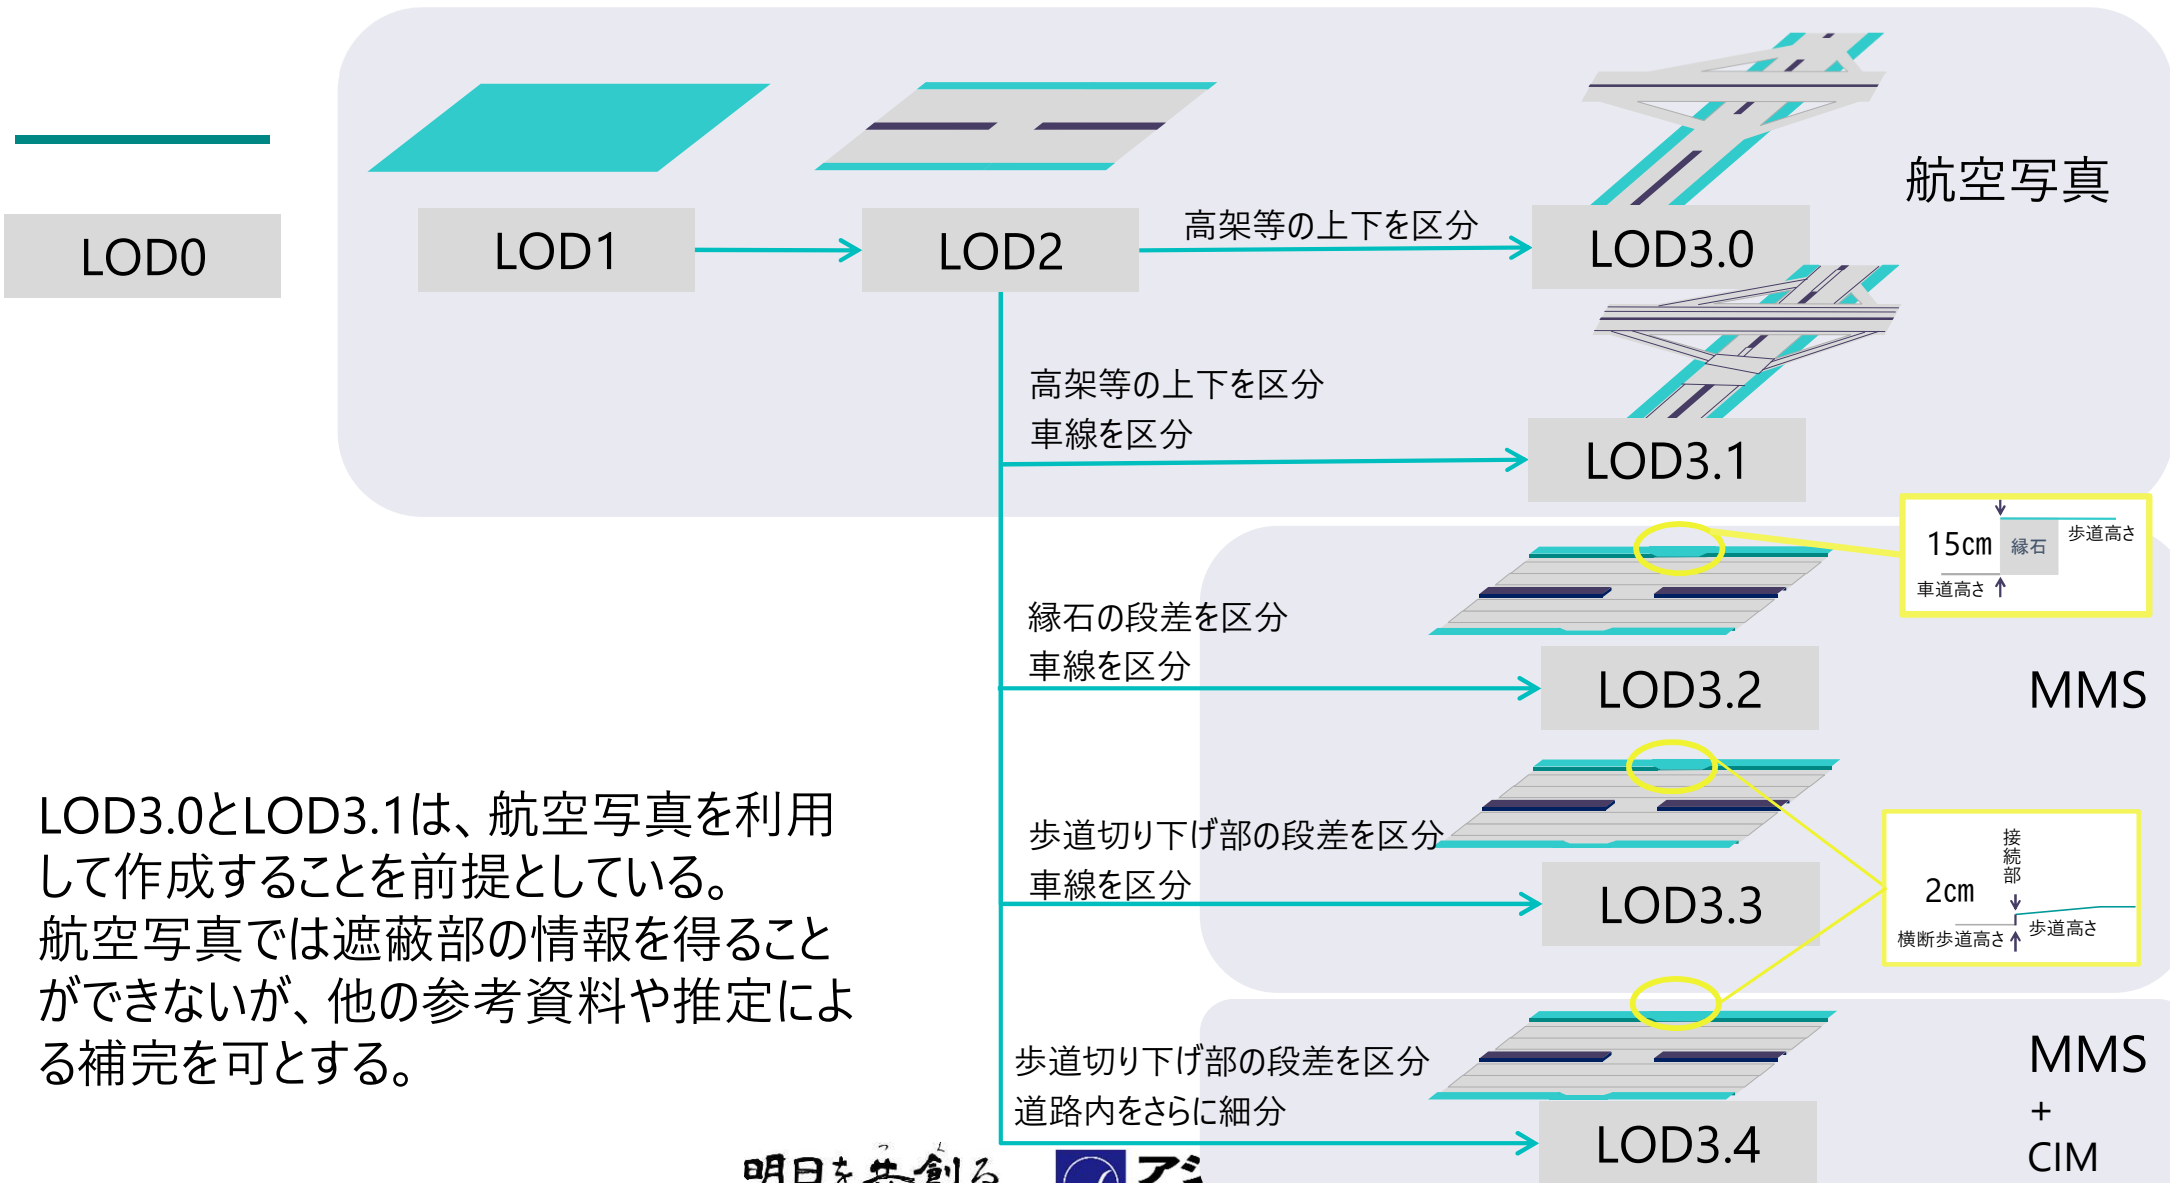 航空写真
LOD0
LOD1
LOD2
高架等の上下を区分
LOD3.0
高架等の上下を区分
車線を区分
LOD3.1
15cm
縁石
歩道高さ
車道高さ
縁石の段差を区分
車線を区分
LOD3.2
MMS
歩道切り下げ部の段差を区分
車線を区分
LOD3.3
接続部
2cm
横断歩道高さ
歩道高さ
LOD3.0とLOD3.1は、航空写真を利用
して作成することを前提としている。
航空写真では遮蔽部の情報を得ること
ができないが、他の参考資料や推定によ
る補完を可とする。
歩道切り下げ部の段差を区分
道路内をさらに細分
LOD3.4
MMS
+
CIM
明日を共創る
アジ